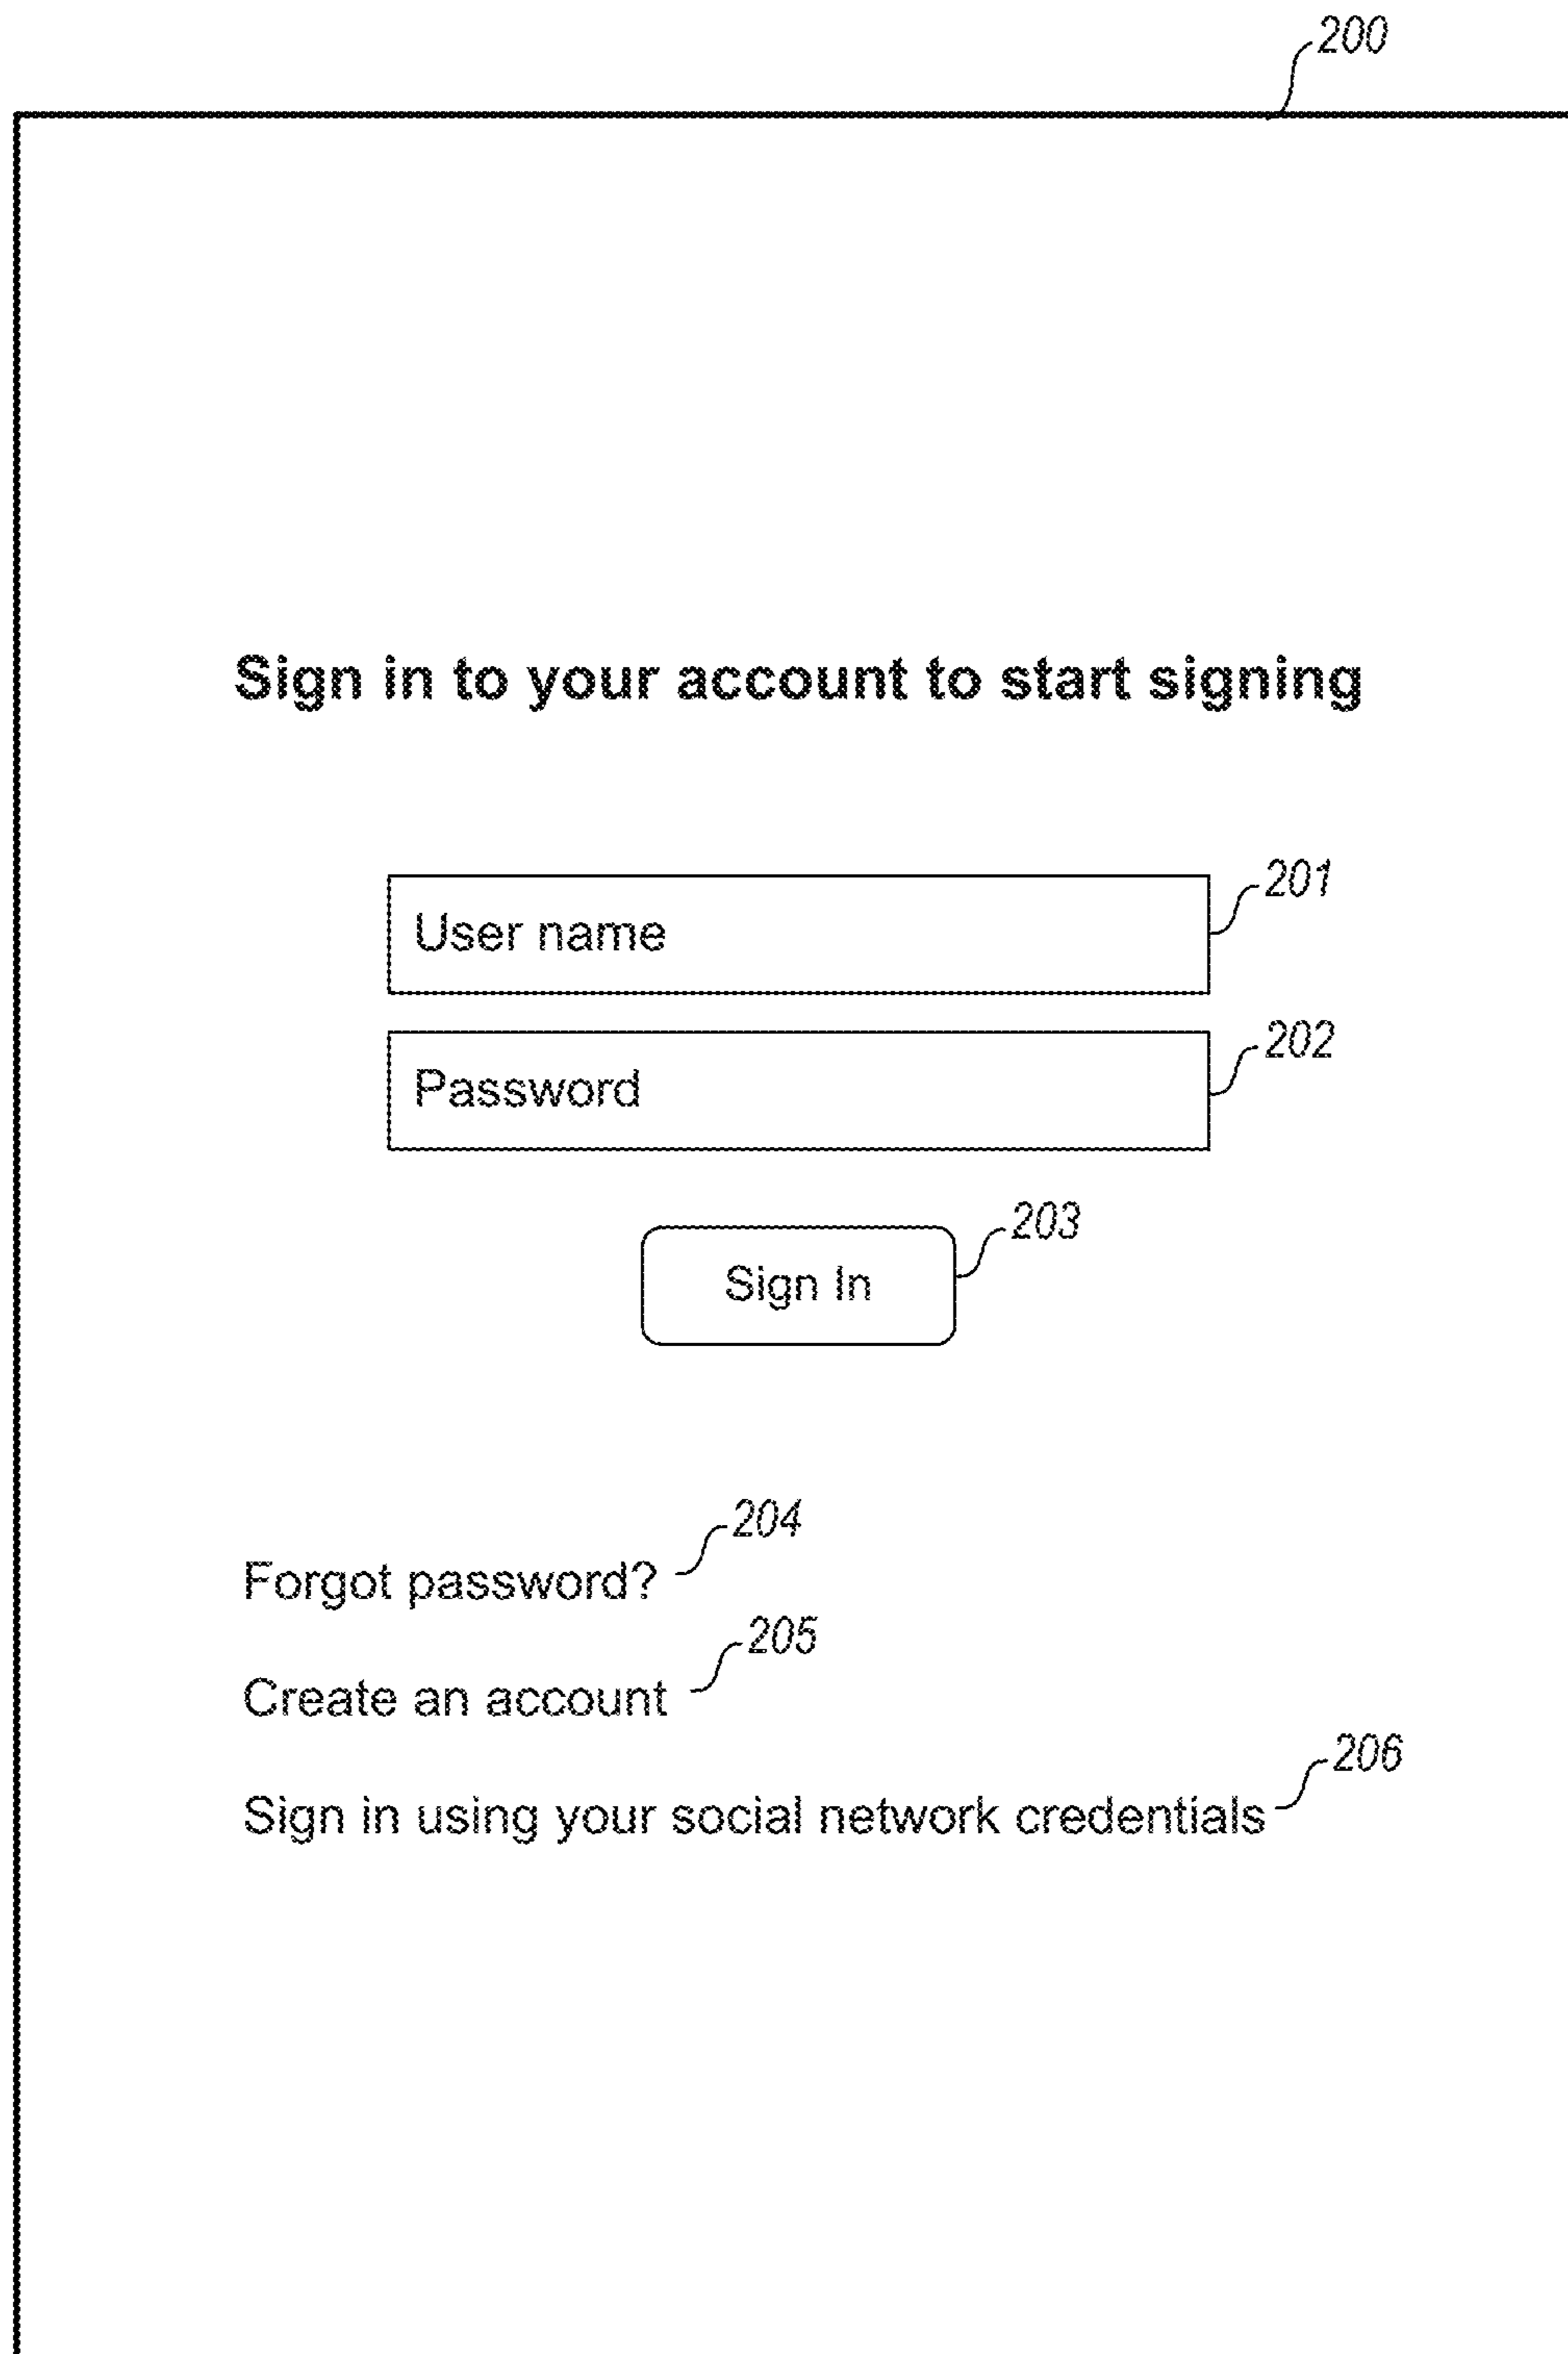 200
Sign in to your account to start signing
User name
201
Password
202
Sign In
203
Forgot password?
204
Create an account
205
Sign in using your social network credentials
206